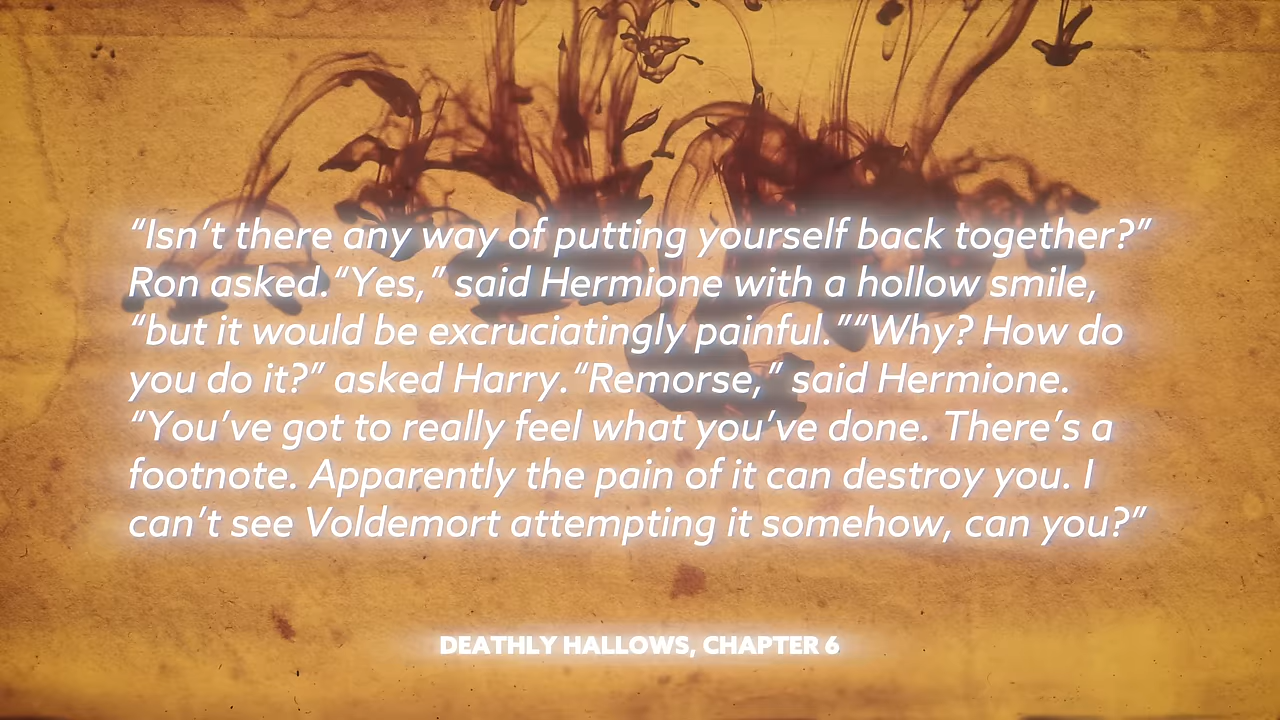 “Isn’t there any way of putting yourself back together?”
Ron asked. “Yes,” said Hermione with a hollow smile,
“but it would be excruciatingly painful.” “Why? How do
you do it?” asked Harry. “Remorse,” said Hermione.
“You’ve got to really feel what you’ve done. There’s a
footnote. Apparently the pain of it can destroy you. I
can’t see Voldemort attempting it somehow, can you?”
DEATHLY HALLOWS, CHAPTER 6